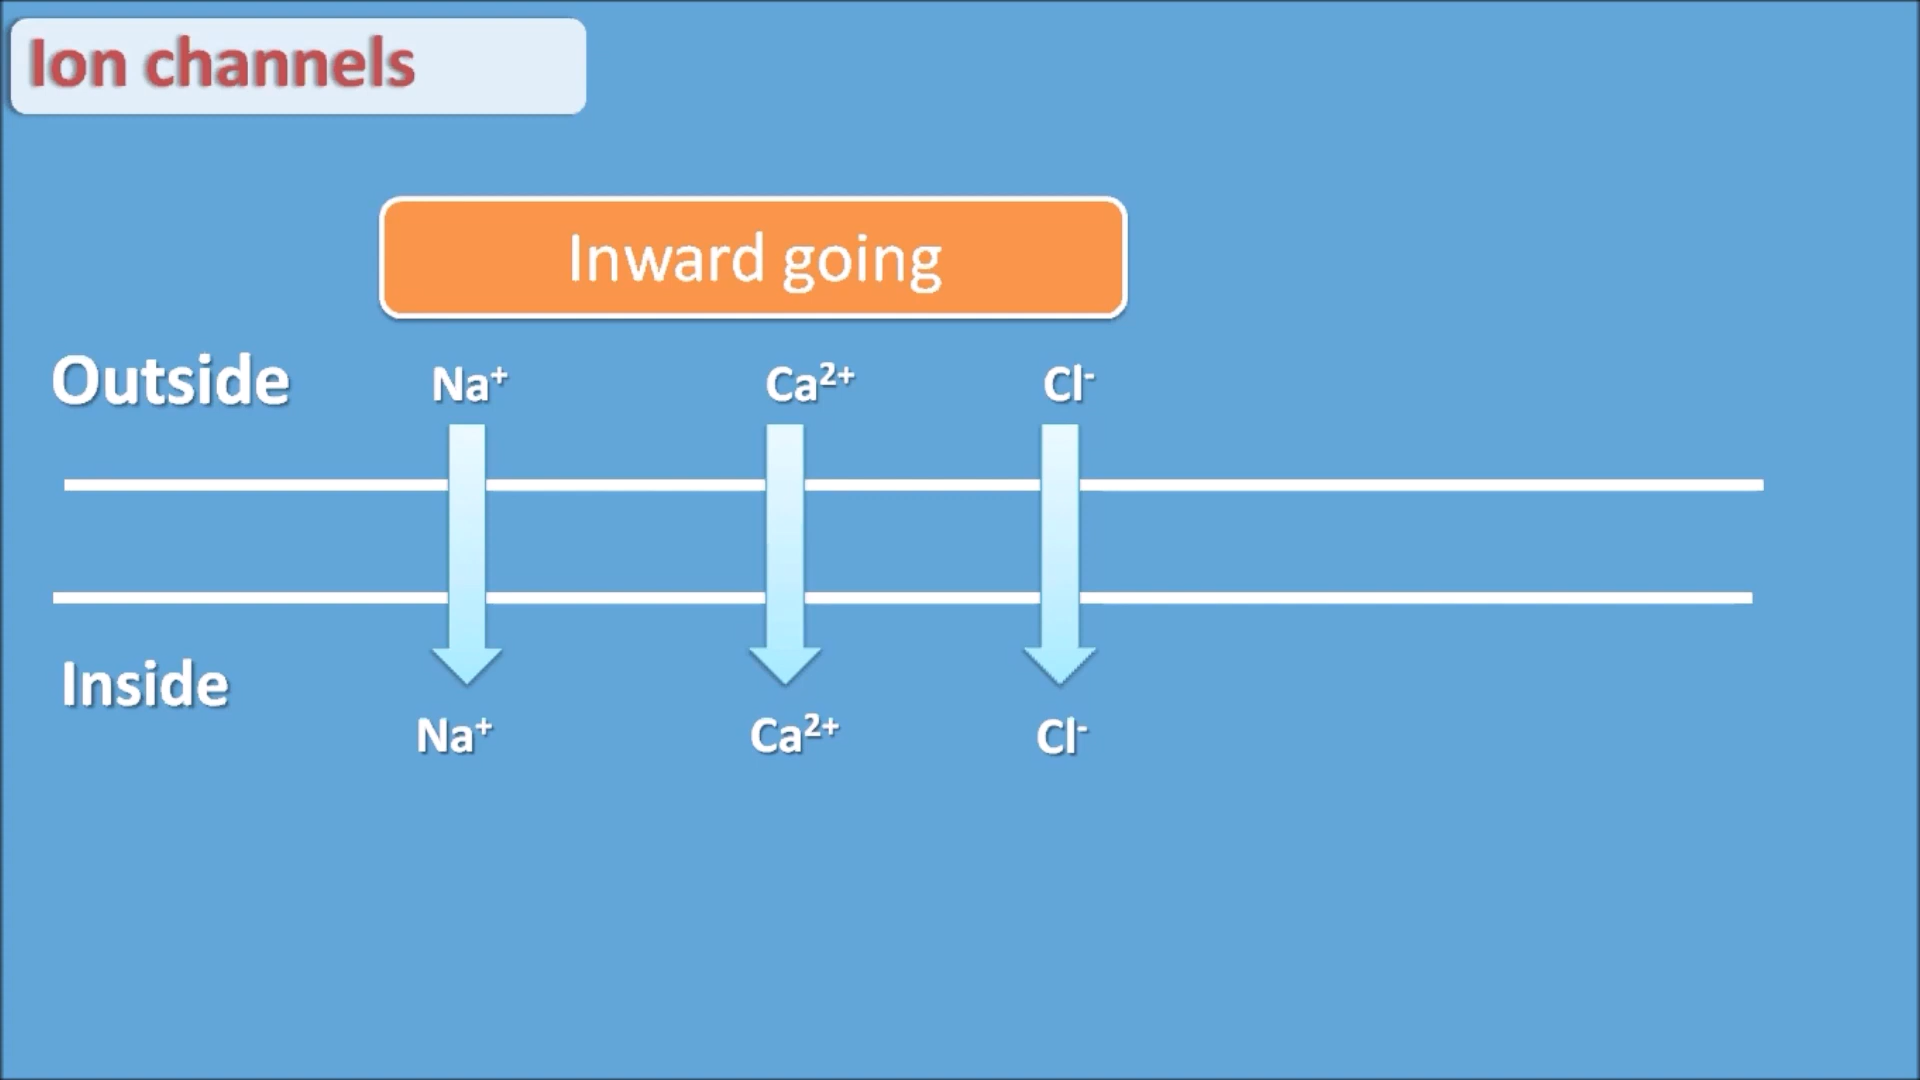 Ion channels
Inward going
Outside Na⁺ Ca²⁺ Cl⁻
Inside
Na⁺ Ca²⁺ Cl⁻